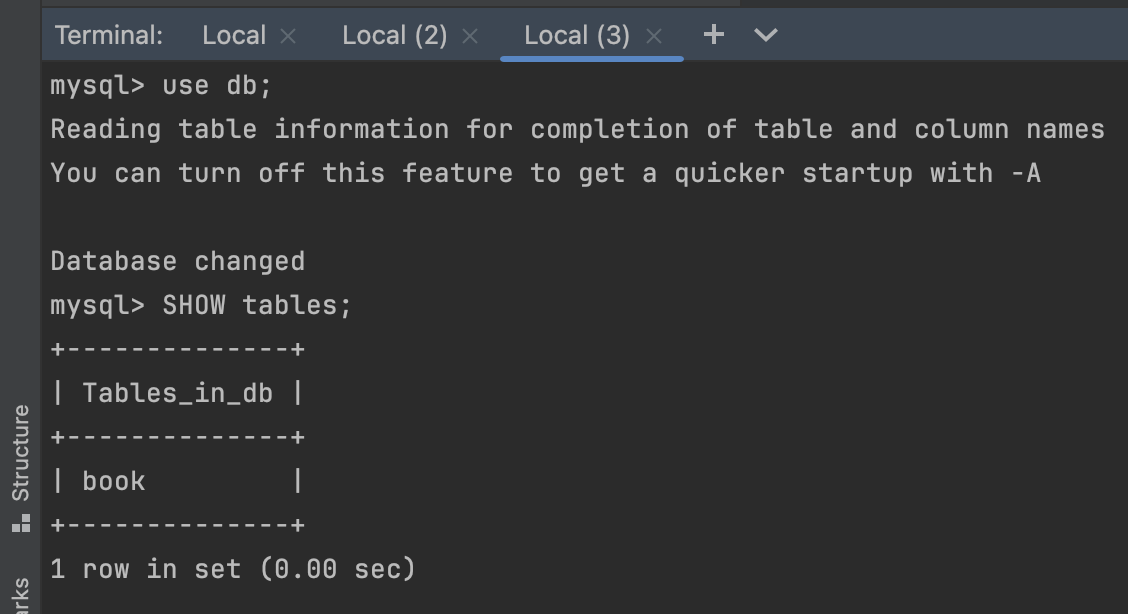 Terminal: Local × Local (2) × Local (3) × +
mysql> use db;
Reading table information for completion of table and column names
You can turn off this feature to get a quicker startup with -A
Database changed
mysql> SHOW tables;
+--------------+
| Tables_in_db |
+--------------+
| book         |
+--------------+
1 row in set (0.00 sec)
Structure